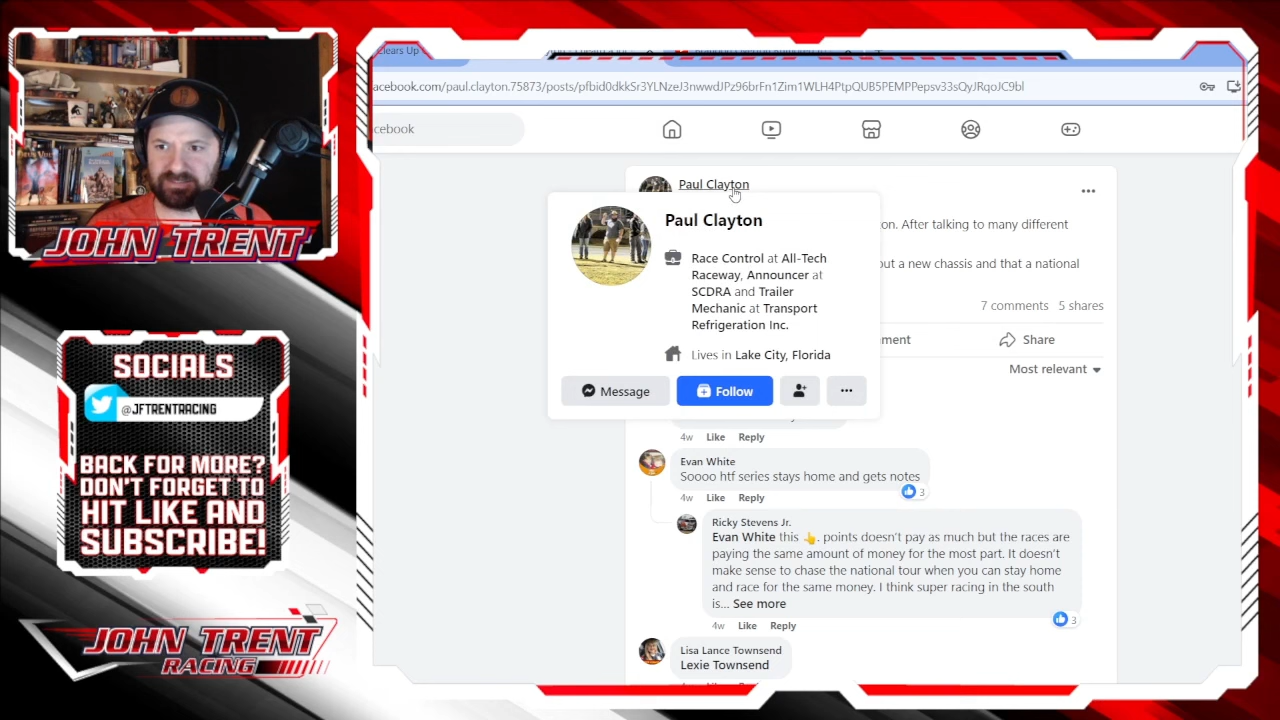 JOHN TRENT
SOCIALS
@JFTRENTRACING
BACK FOR MORE?
DON'T FORGET TO
HIT LIKE AND
SUBSCRIBE!
JOHN TRENT
RACING
Clears Up
acebook.com/paul.clayton.75873/posts/pfbid0dkkSr3YLNzeJ3nwwdJPz96brFn1Zim1WLH4PtpQUB5PEMPPepsv33sQyJRqoJC9bl
cebook
Paul Clayton
on. After talking to many different
out a new chassis and that a national
7 comments 5 shares
ment
Share
Most relevant
Paul Clayton
Race Control at All-Tech
Raceway, Announcer at
SCDRA and Trailer
Mechanic at Transport
Refrigeration Inc.
Lives in Lake City, Florida
Message
Follow
4w Like Reply
Evan White
Soooo htf series stays home and gets notes
3
4w Like Reply
Ricky Stevens Jr.
Evan White this 👆. points doesn't pay as much but the races are
paying the same amount of money for the most part. It doesn't
make sense to chase the national tour when you can stay home
and race for the same money. I think super racing in the south
is... See more
3
4w Like Reply
Lisa Lance Townsend
Lexie Townsend